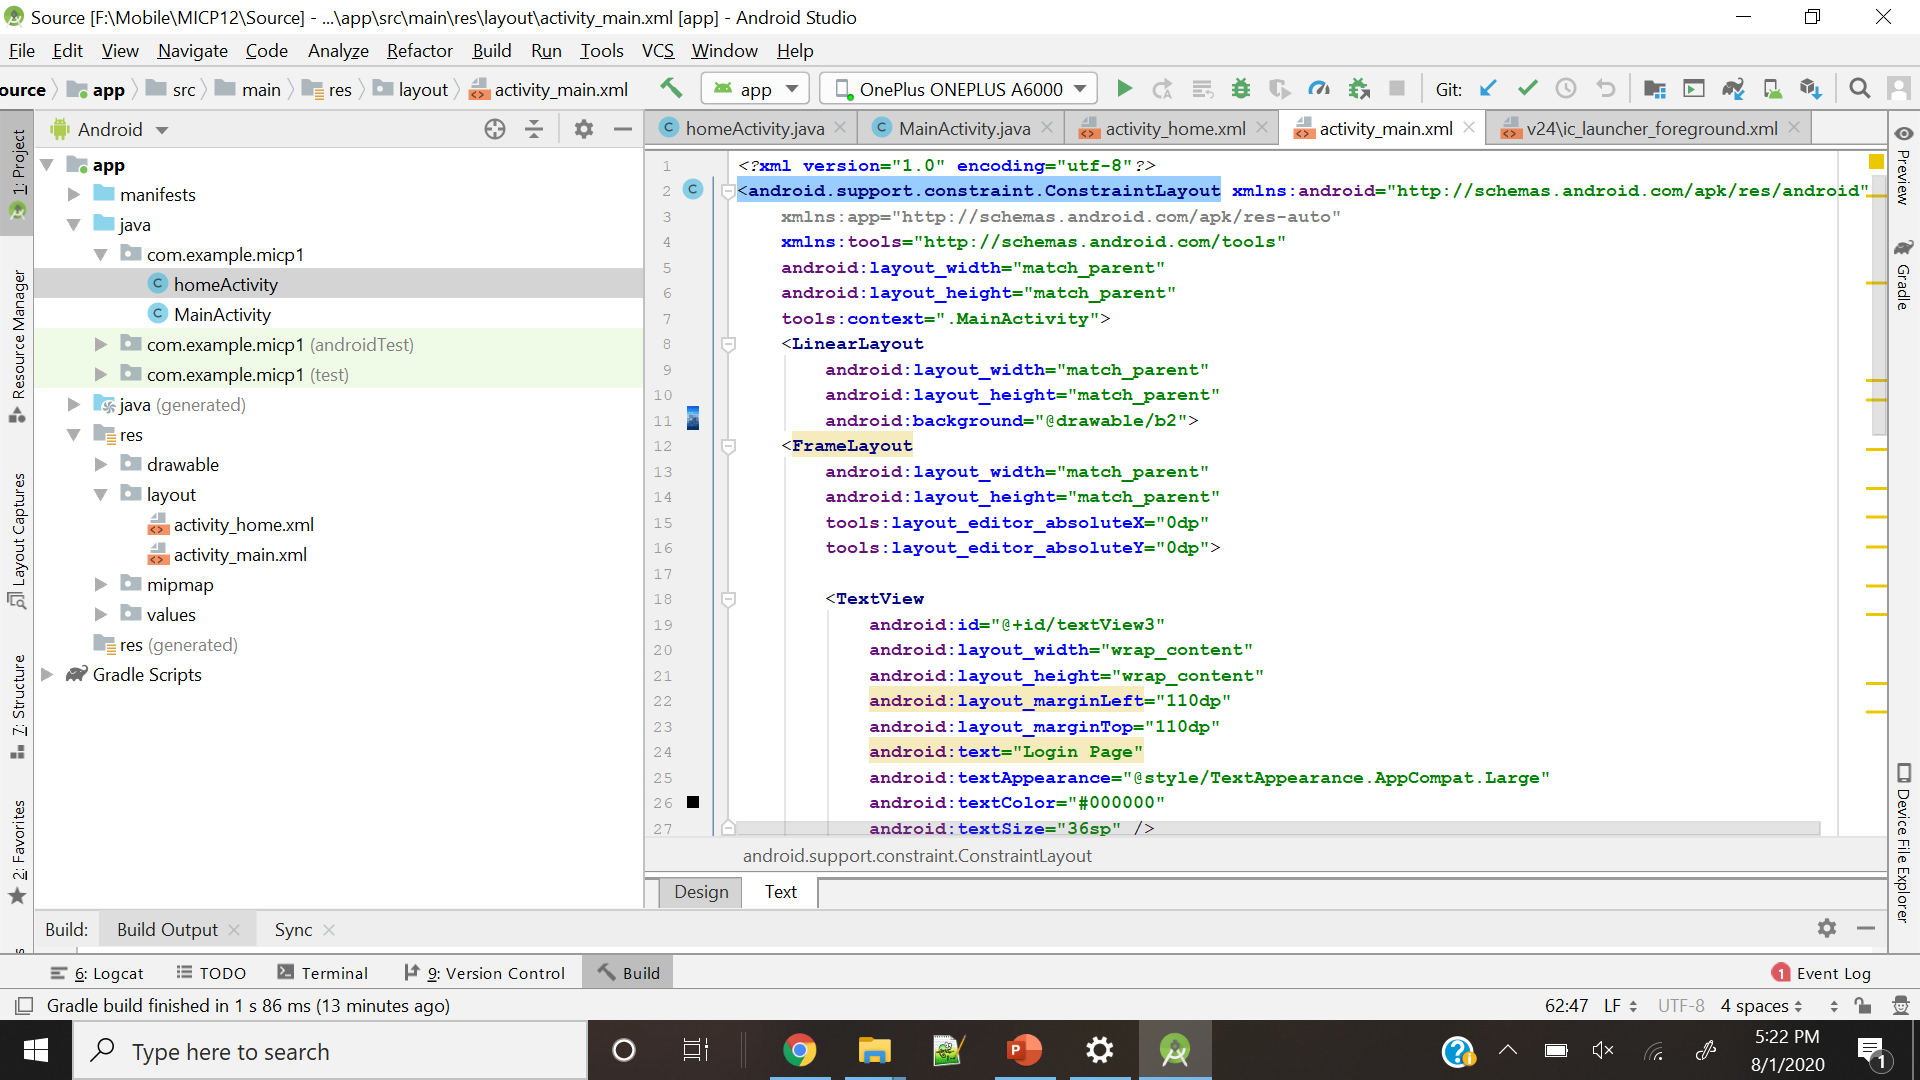 Source [F:\Mobile\MICP12\Source] - ...\app\src\main\res\layout\activity_main.xml [app] - Android Studio
File Edit View Navigate Code Analyze Refactor Build Run Tools VCS Window Help
ource app src main res layout activity_main.xml app OnePlus ONEPLUS A6000 Git:
Android
homeActivity.java MainActivity.java activity_home.xml activity_main.xml v24\ic_launcher_foreground.xml
1: Project
Resource Manager
Layout Captures
7: Structure
2: Favorites
app
manifests
java
com.example.micp1
homeActivity
MainActivity
com.example.micp1 (androidTest)
com.example.micp1 (test)
java (generated)
res
drawable
layout
activity_home.xml
activity_main.xml
mipmap
values
res (generated)
Gradle Scripts
1 <?xml version="1.0" encoding="utf-8"?>
2 <android.support.constraint.ConstraintLayout xmlns:android="http://schemas.android.com/apk/res/android"
3 xmlns:app="http://schemas.android.com/apk/res-auto"
4 xmlns:tools="http://schemas.android.com/tools"
5 android:layout_width="match_parent"
6 android:layout_height="match_parent"
7 tools:context=".MainActivity">
8 <LinearLayout
9 android:layout_width="match_parent"
10 android:layout_height="match_parent"
11 android:background="@drawable/b2">
12 <FrameLayout
13 android:layout_width="match_parent"
14 android:layout_height="match_parent"
15 tools:layout_editor_absoluteX="0dp"
16 tools:layout_editor_absoluteY="0dp">
17
18 <TextView
19 android:id="@+id/textView3"
20 android:layout_width="wrap_content"
21 android:layout_height="wrap_content"
22 android:layout_marginLeft="110dp"
23 android:layout_marginTop="110dp"
24 android:text="Login Page"
25 android:textAppearance="@style/TextAppearance.AppCompat.Large"
26 android:textColor="#000000"
27 android:textSize="36sp" />
android.support.constraint.ConstraintLayout
Design Text
Preview
Gradle
Device File Explorer
Build: Build Output Sync
6: Logcat TODO Terminal 9: Version Control Build 1 Event Log
Gradle build finished in 1 s 86 ms (13 minutes ago) 62:47 LF UTF-8 4 spaces
Type here to search
5:22 PM
8/1/2020
1